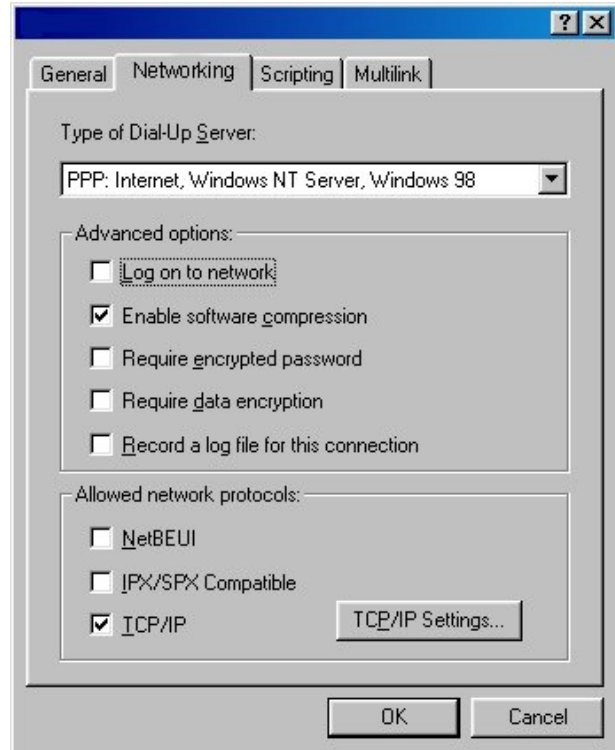 General Networking Scripting Multilink
Type of Dial-Up Server:
PPP: Internet, Windows NT Server, Windows 98
Advanced options:
Log on to network
Enable software compression
Require encrypted password
Require data encryption
Record a log file for this connection
Allowed network protocols:
NetBEUI
IPX/SPX Compatible
TCP/IP TCP/IP Settings...
OK Cancel